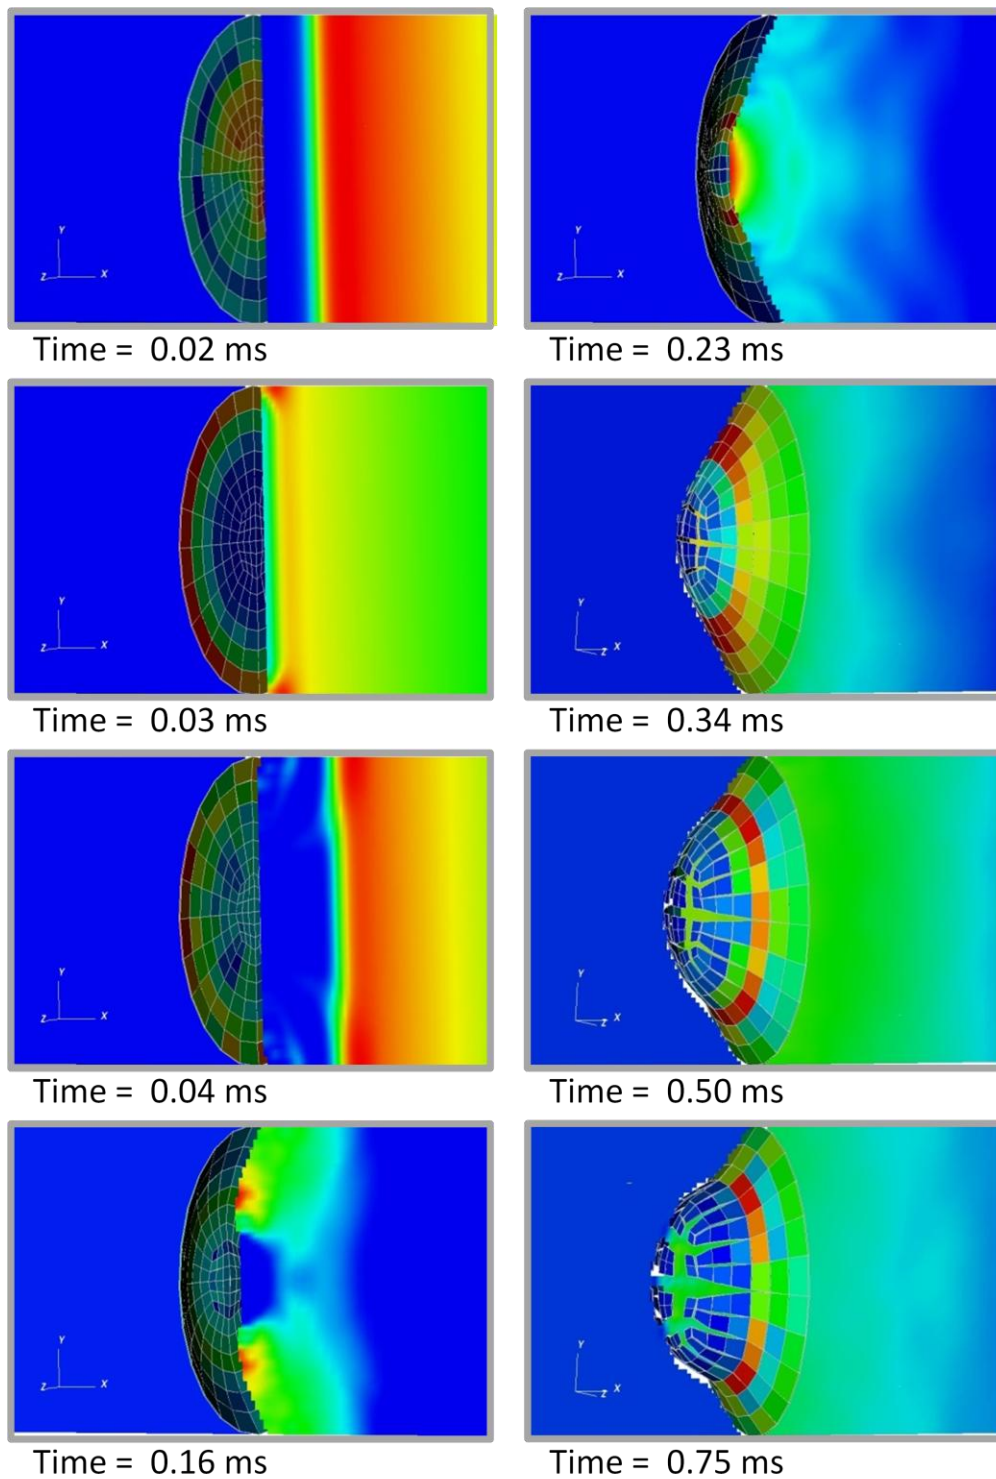 Y
Z X
Time = 0.02 ms
Y
Z X
Time = 0.23 ms
Y
Z X
Time = 0.03 ms
Y
Z X
Time = 0.34 ms
Y
Z X
Time = 0.04 ms
Y
Z X
Time = 0.50 ms
Y
Z X
Time = 0.16 ms
Y
Z X
Time = 0.75 ms